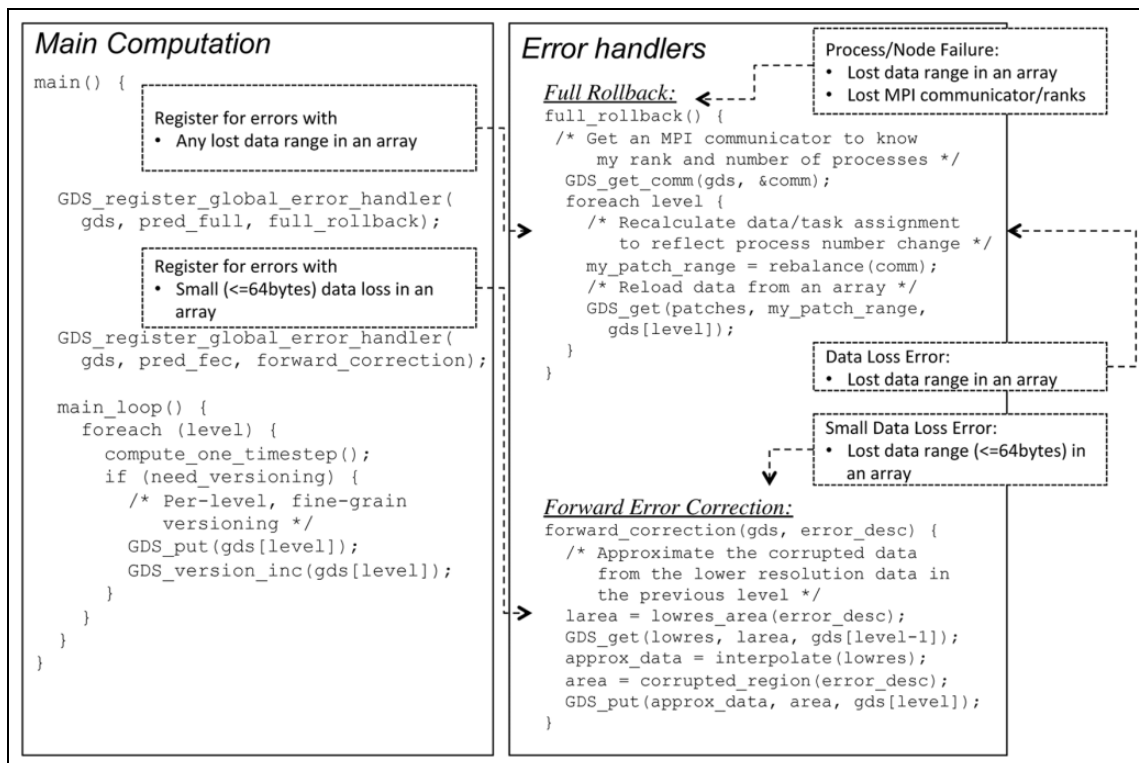 Main Computation
main() {
Register for errors with
• Any lost data range in an array
GDS_register_global_error_handler(
gds, pred_full, full_rollback);
Register for errors with
• Small (<=64bytes) data loss in an
array
GDS_register_global_error_handler(
gds, pred_fec, forward_correction);
main_loop() {
foreach (level) {
compute_one_timestep();
if (need_versioning) {
/* Per-level, fine-grain
versioning */
GDS_put(gds[level]);
GDS_version_inc(gds[level]);
}
}
}
}
Error handlers
Process/Node Failure:
• Lost data range in an array
• Lost MPI communicator/ranks
Full Rollback:
full_rollback() {
/* Get an MPI communicator to know
my rank and number of processes */
GDS_get_comm(gds, &comm);
foreach level {
/* Recalculate data/task assignment
to reflect process number change */
my_patch_range = rebalance(comm);
/* Reload data from an array */
GDS_get(patches, my_patch_range,
gds[level]);
}
}
Data Loss Error:
• Lost data range in an array
Small Data Loss Error:
• Lost data range (<=64bytes) in
an array
Forward Error Correction:
forward_correction(gds, error_desc) {
/* Approximate the corrupted data
from the lower resolution data in
the previous level */
larea = lowres_area(error_desc);
GDS_get(lowres, larea, gds[level-1]);
approx_data = interpolate(lowres);
area = corrupted_region(error_desc);
GDS_put(approx_data, area, gds[level]);
}